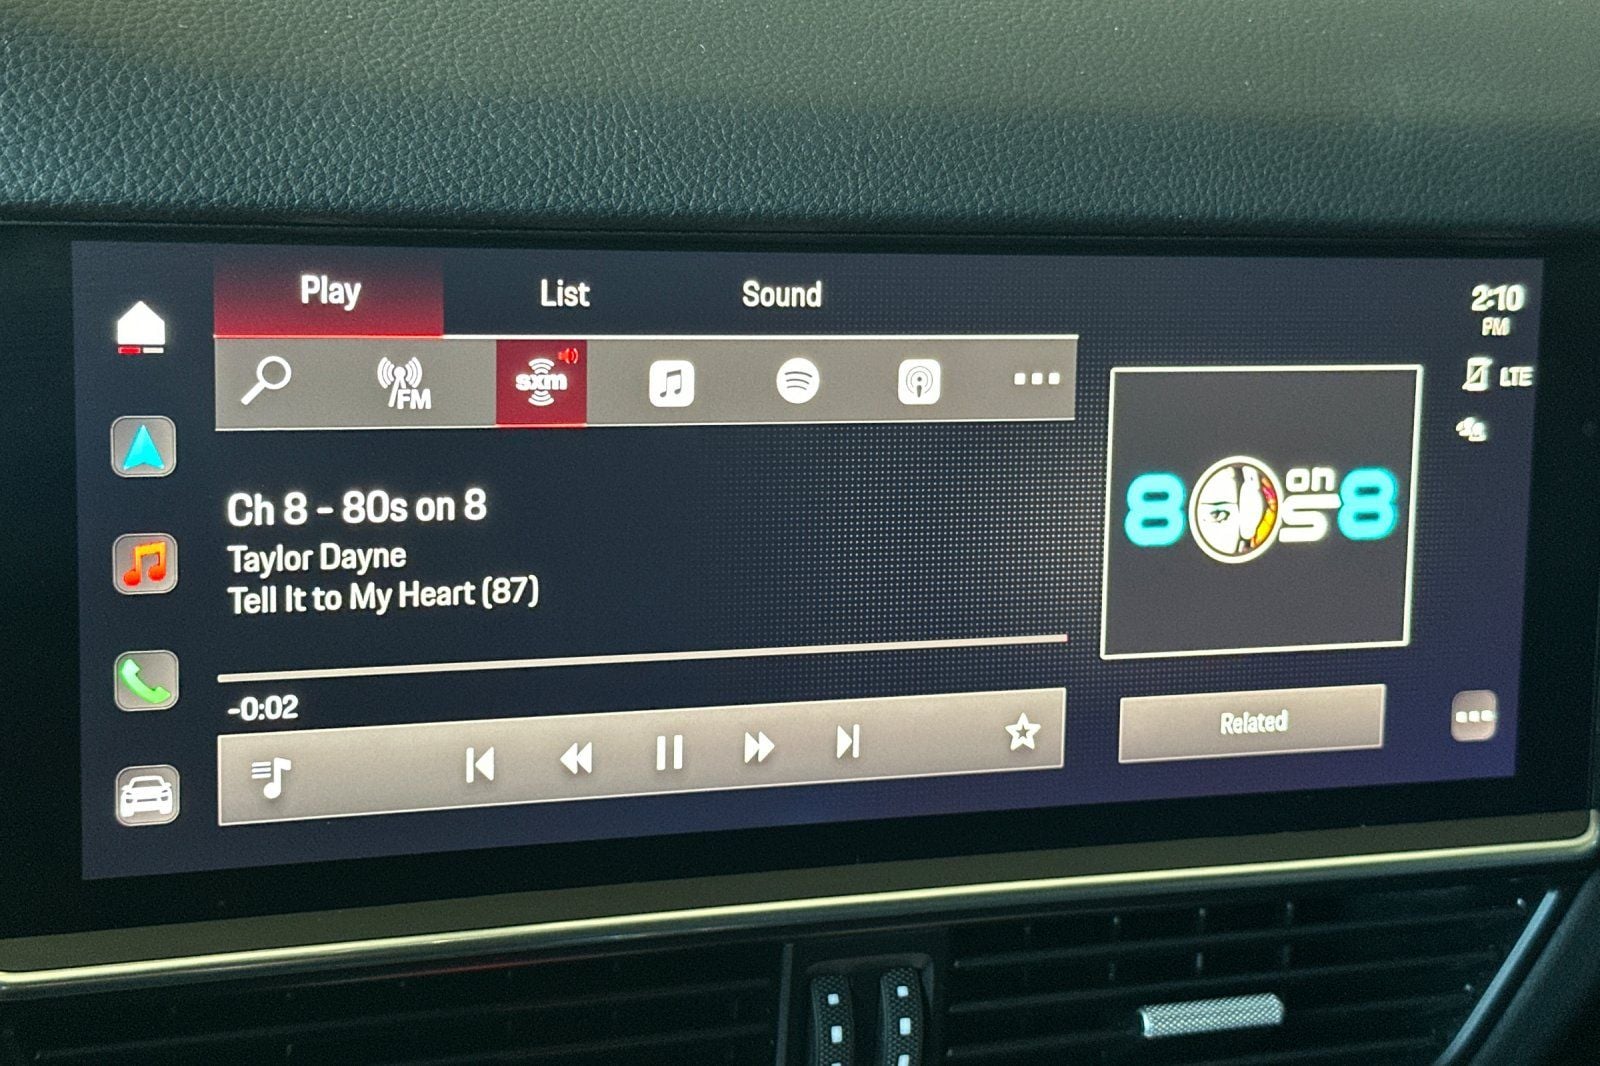 Play List Sound
2:10
PM
FM
sxm
LTE
Ch 8 - 80s on 8
Taylor Dayne
Tell It to My Heart (87)
80s on 8
-0:02
Related